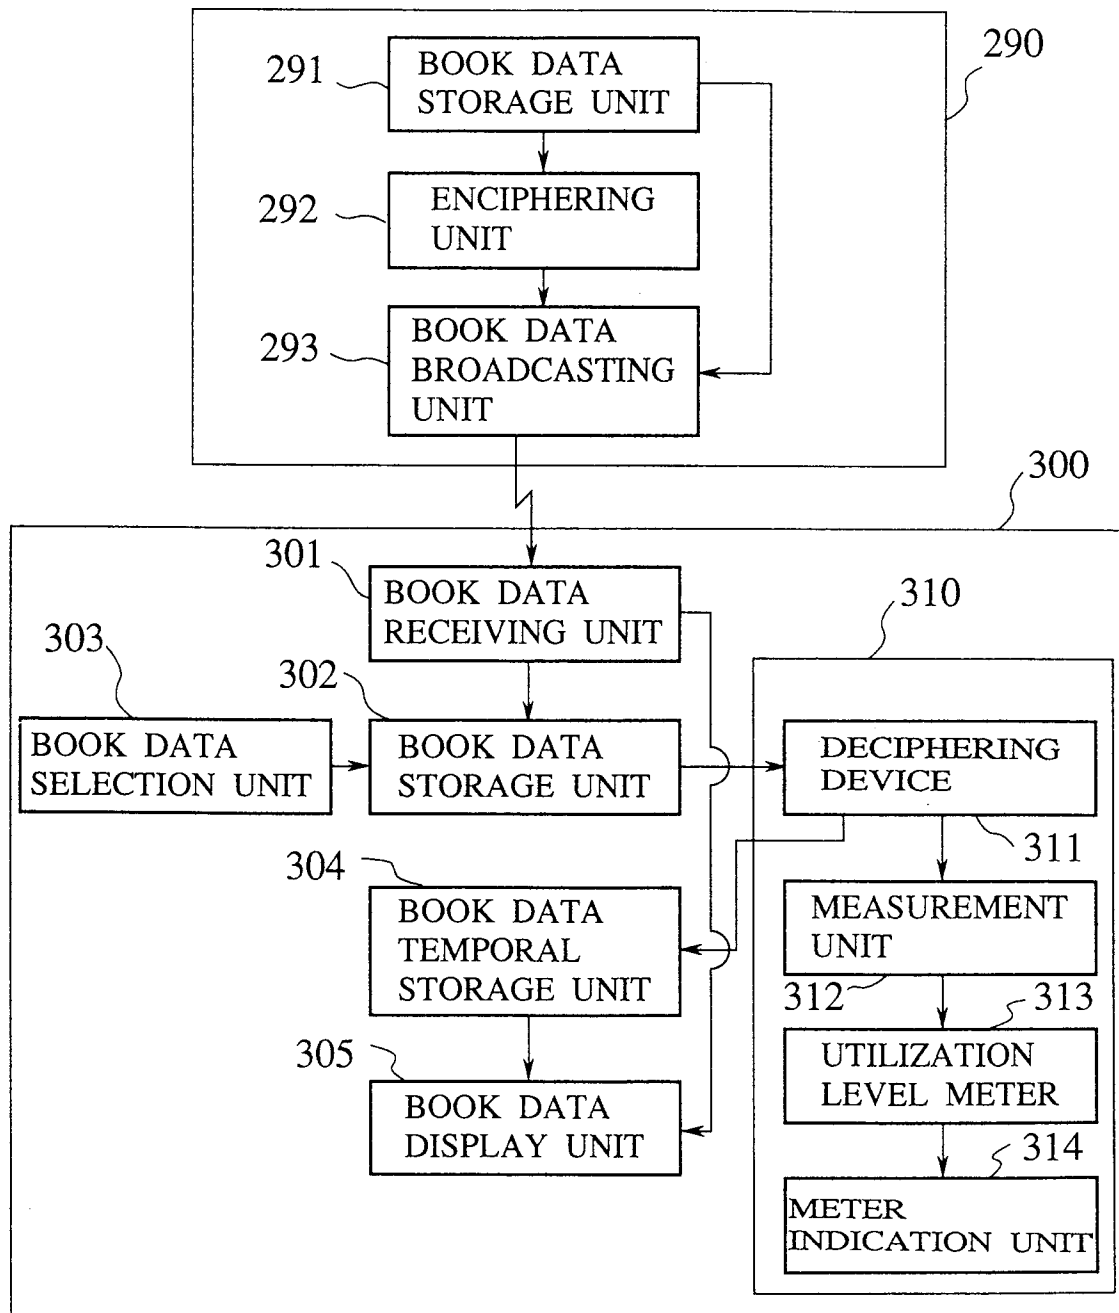 290
291
BOOK DATA
STORAGE UNIT
292
ENCIPHERING
UNIT
293
BOOK DATA
BROADCASTING
UNIT
300
301
BOOK DATA
RECEIVING UNIT
310
303
302
BOOK DATA
SELECTION UNIT
BOOK DATA
STORAGE UNIT
DECIPHERING
DEVICE
311
304
BOOK DATA
TEMPORAL
STORAGE UNIT
MEASUREMENT
UNIT
312
313
305
BOOK DATA
DISPLAY UNIT
UTILIZATION
LEVEL METER
314
METER
INDICATION UNIT